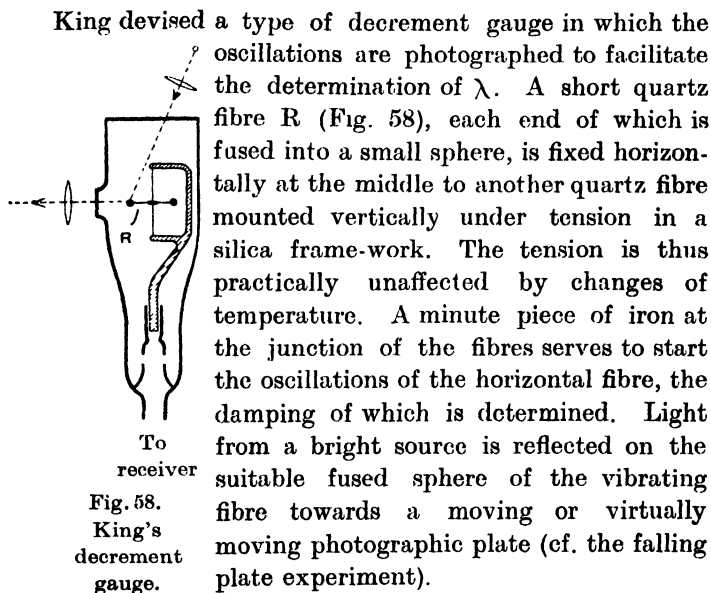 King devised a type of decrement gauge in which the
oscillations are photographed to facilitate
the determination of λ. A short quartz
fibre R (Fig. 58), each end of which is
fused into a small sphere, is fixed horizon-
tally at the middle to another quartz fibre
mounted vertically under tension in a
silica frame-work. The tension is thus
practically unaffected by changes of
temperature. A minute piece of iron at
the junction of the fibres serves to start
the oscillations of the horizontal fibre, the
damping of which is determined. Light
from a bright source is reflected on the
suitable fused sphere of the vibrating
fibre towards a moving or virtually
moving photographic plate (cf. the falling
plate experiment).
R
To
receiver
Fig. 58.
King's
decrement
gauge.